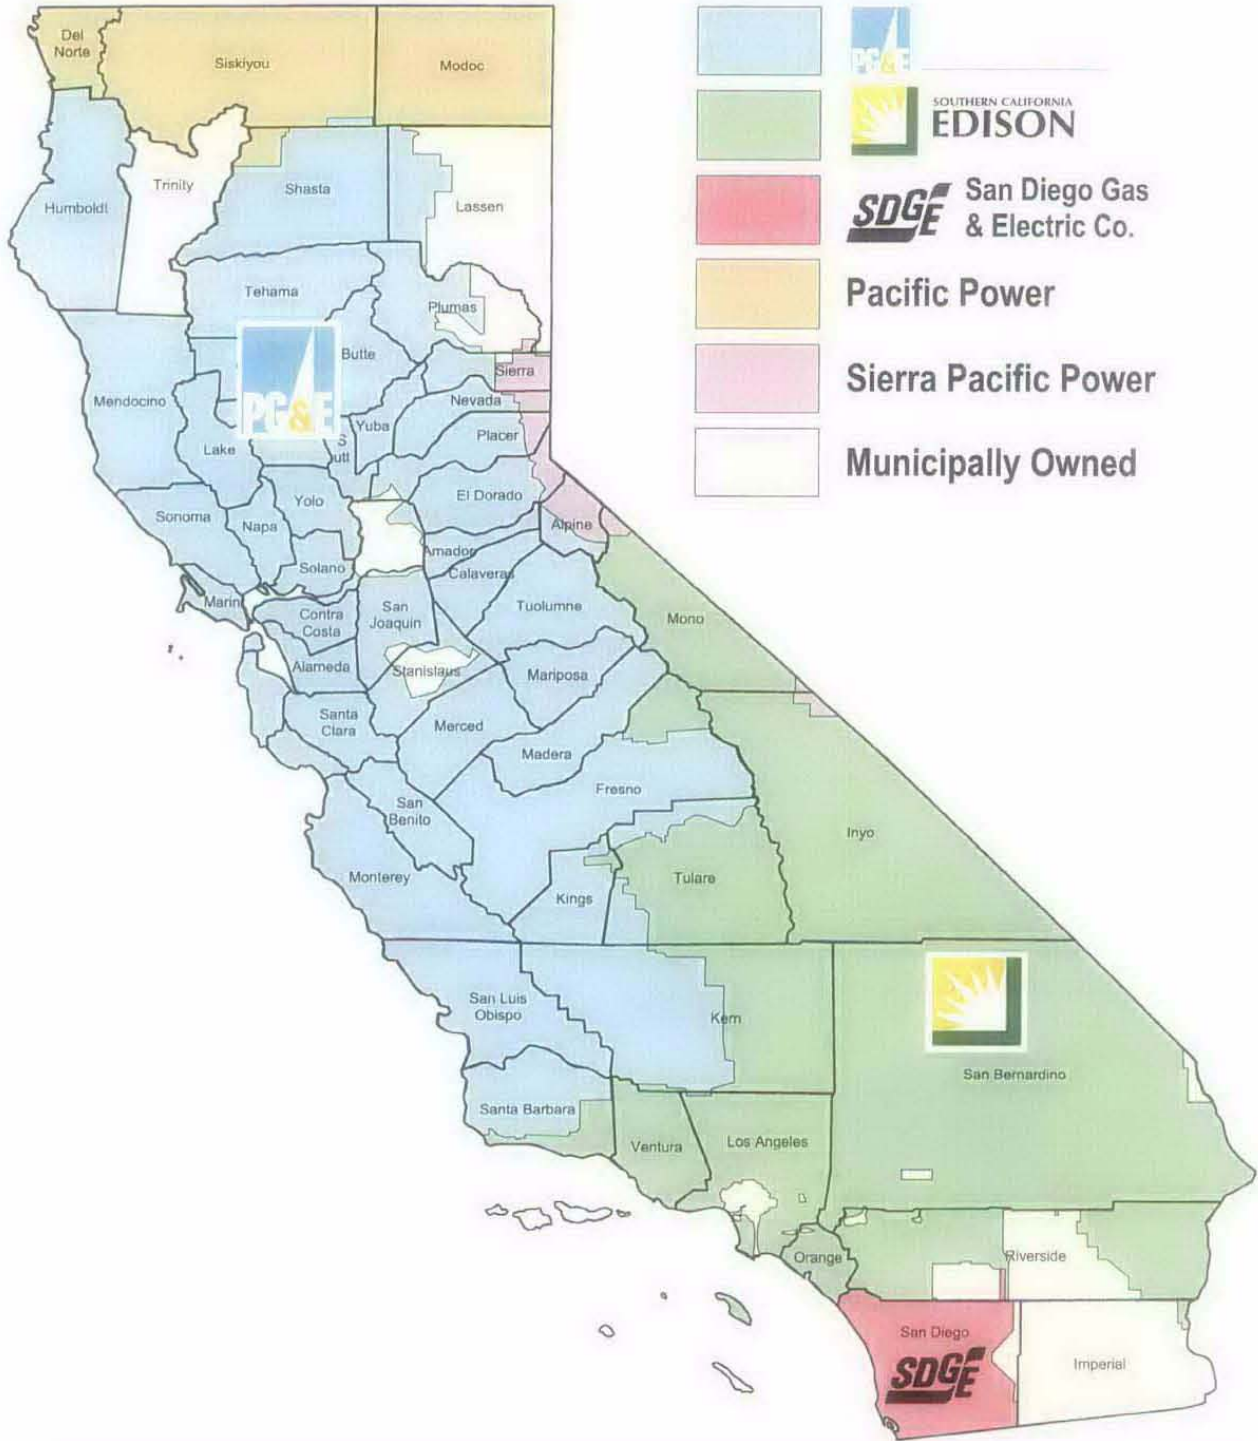 Del
Norte
Siskiyou
Modoc
PG&E
SOUTHERN CALIFORNIA
EDISON
Trinity
Shasta
Humboldt
Lassen
SDGE
San Diego Gas
& Electric Co.
Tehama
Plumas
Pacific Power
PG&E
Butte
Sierra
Sierra Pacific Power
Mendocino
Nevada
Yuba
Placer
Lake
S
utt
Municipally Owned
Yolo
El Dorado
Sonoma
Napa
Alpine
Amador
Solano
Calaveras
Marin
Contra
Costa
San
Joaquin
Tuolumne
Mono
Alameda
Stanislaus
Mariposa
Santa
Clara
Merced
Madera
Fresno
San
Benito
Inyo
Monterey
Tulare
Kings
San Luis
Obispo
Kern
San Bernardino
Santa Barbara
Ventura
Los Angeles
Orange
Riverside
San Diego
SDGE
Imperial